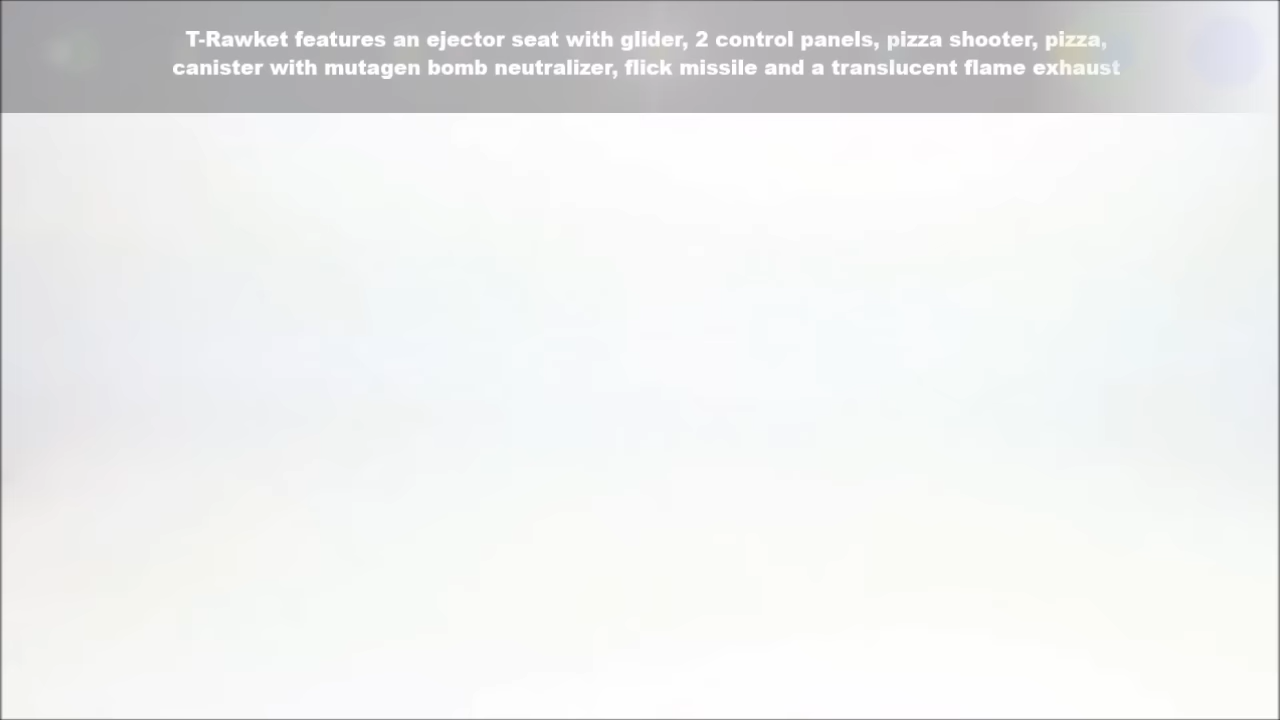 T-Rawket features an ejector seat with glider, 2 control panels, pizza shooter, pizza,
canister with mutagen bomb neutralizer, flick missile and a translucent flame exhaust